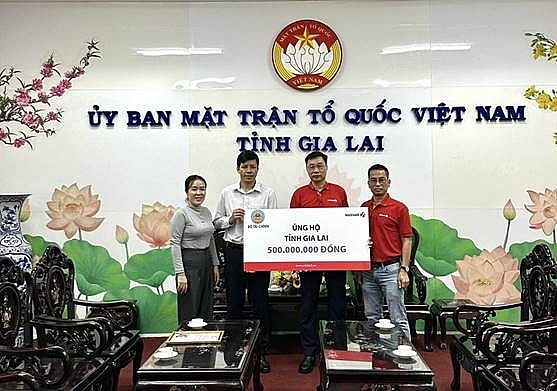 MẶT TRẬN TỔ QUỐC
VIỆT NAM
ỦY BAN MẶT TRẬN TỔ QUỐC VIỆT NAM
TỈNH GIA LAI
BỘ TÀI CHÍNH
ỦNG HỘ
TỈNH GIA LAI
500.000.000 ĐỒNG